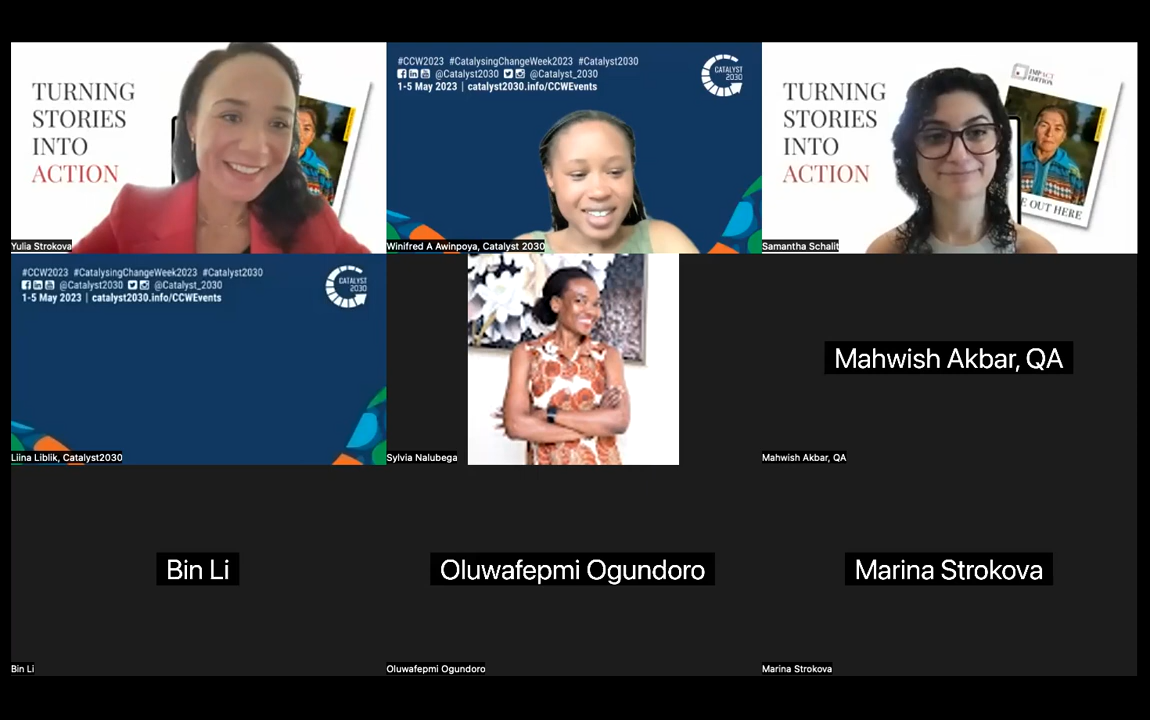 TURNING
STORIES
INTO
ACTION
Yulia Strokova
#CCW2023 #CatalysingChangeWeek2023 #Catalyst2030
@Catalyst2030 @Catalyst_2030
1-5 May 2023 | catalyst2030.info/CCWEvents
CATALYST
2030
Winifred A Awinpoya, Catalyst 2030
TURNING
STORIES
INTO
ACTION
IMPACT
EDITION
E OUT HERE
Samantha Schalit
#CCW2023 #CatalysingChangeWeek2023 #Catalyst2030
@Catalyst2030 @Catalyst_2030
1-5 May 2023 | catalyst2030.info/CCWEvents
CATALYST
2030
Liina Liblik, Catalyst2030
Sylvia Nalubega
Mahwish Akbar, QA
Mahwish Akbar, QA
Bin Li
Bin Li
Oluwafepmi Ogundoro
Oluwafepmi Ogundoro
Marina Strokova
Marina Strokova